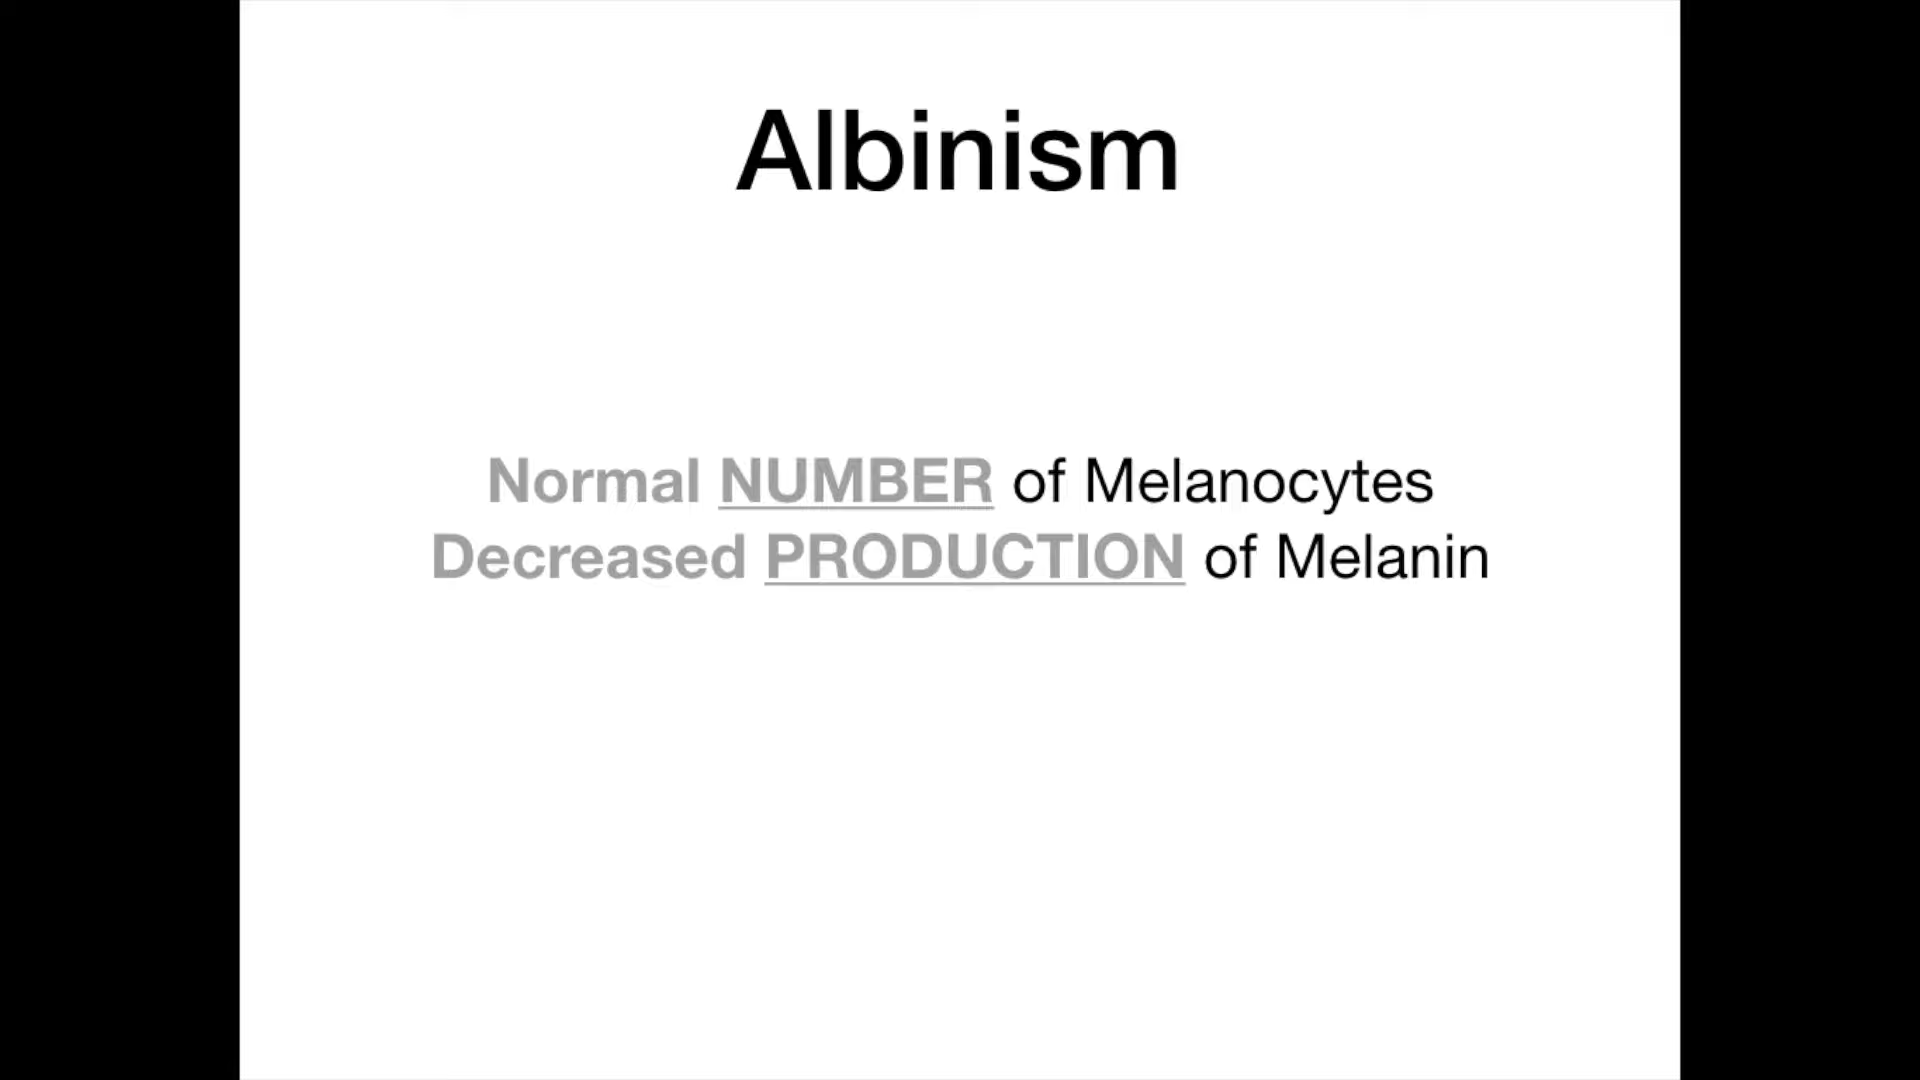 Albinism
Normal NUMBER of Melanocytes
Decreased PRODUCTION of Melanin